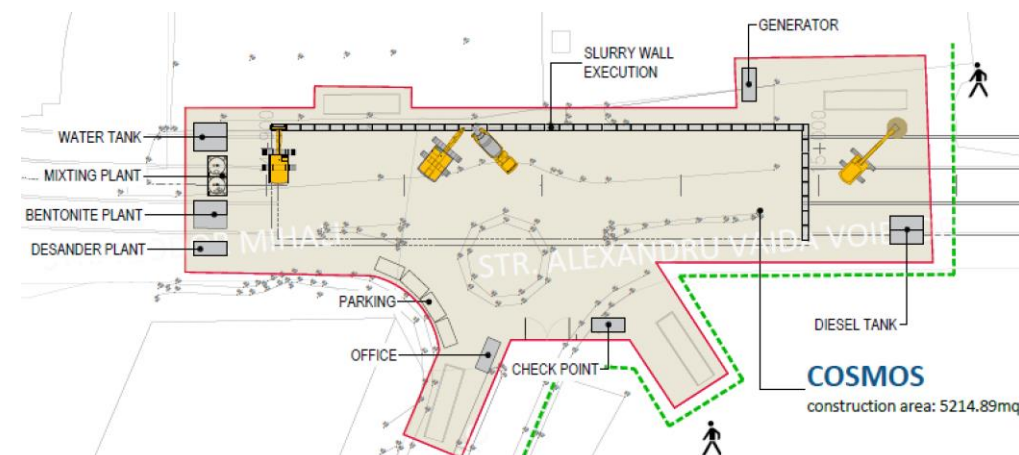 GENERATOR
SLURRY WALL
EXECUTION
WATER TANK
MIXTING PLANT
BENTONITE PLANT
DESANDER PLANT
STR. ALEXANDRU VAIDA
PARKING
OFFICE
CHECK POINT
DIESEL TANK
COSMOS
construction area: 5214.89mq